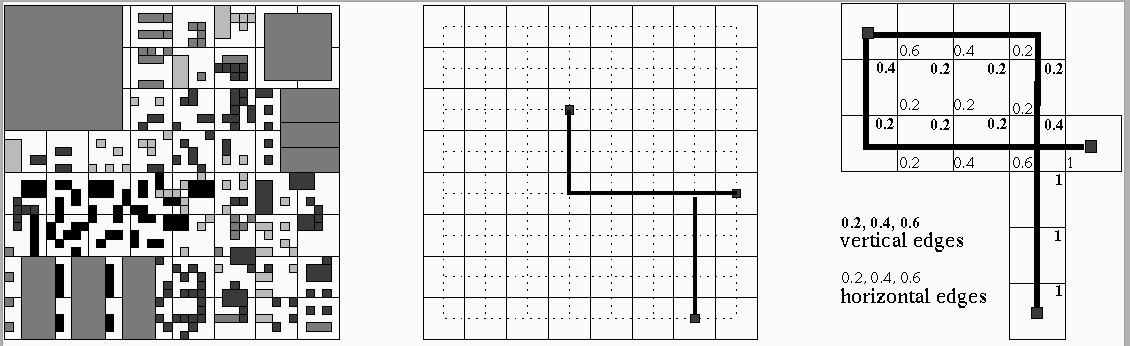 0.6 0.4 0.2
0.4 0.2 0.2 0.2
0.2 0.2 0.2
0.2 0.2 0.2 0.4
0.2 0.4 0.6 1
1
1
1
0.2, 0.4, 0.6
vertical edges
0.2, 0.4, 0.6
horizontal edges